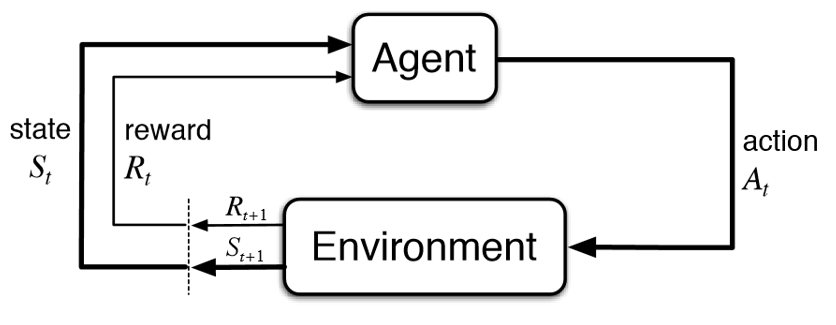 Agent
state
S_t
reward
R_t
action
A_t
R_{t+1}
S_{t+1}
Environment